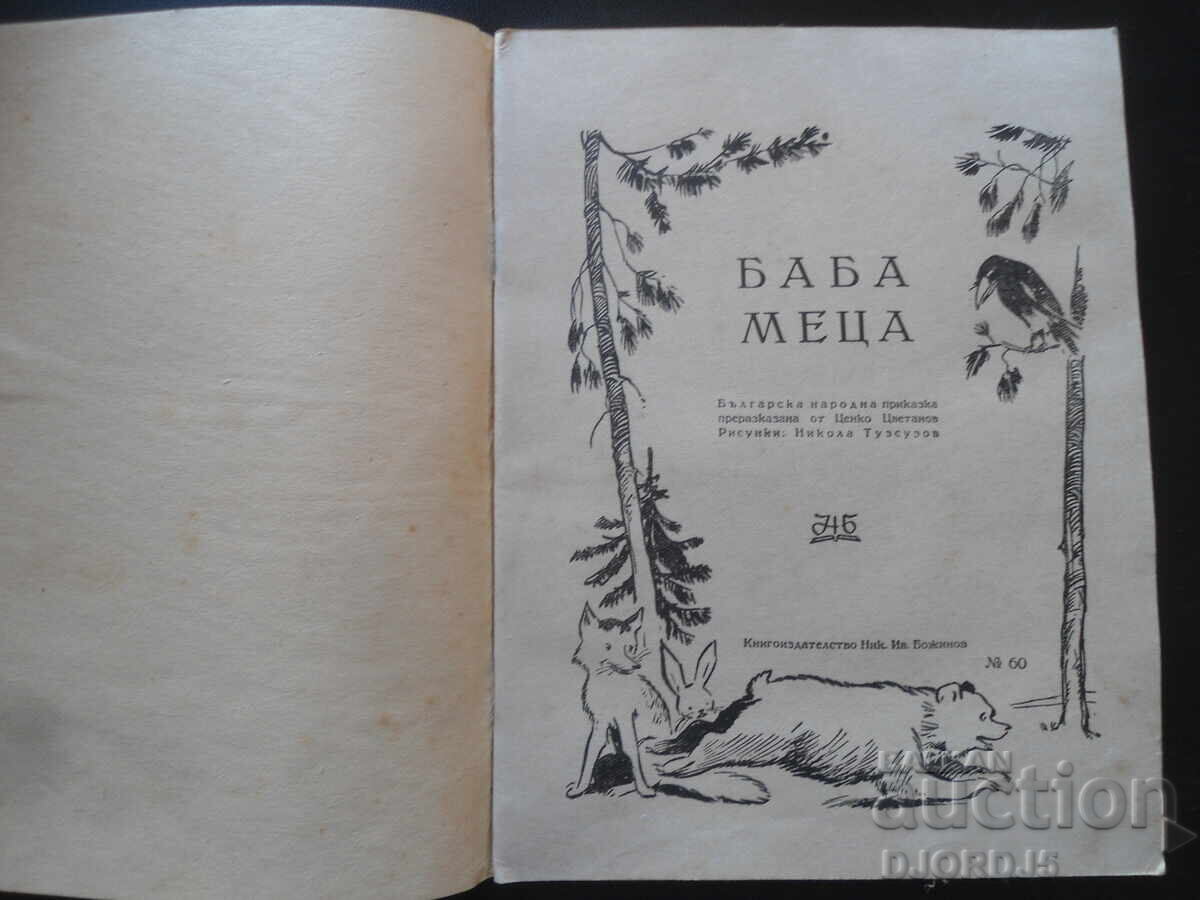 БАБА
МЕЦА
Българска народна приказка
преразказана от Ценко Цветанов
Рисунки: Никола Тузсузов
НБ
Книгоиздателство Ник. Ив. Божинов
№ 60
BALKAN
auction
DJORDJ5